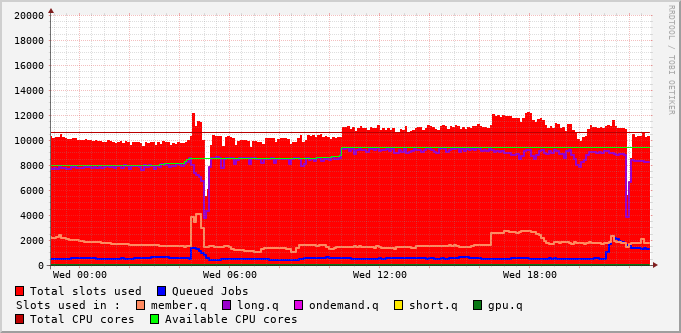 20000
18000
16000
14000
12000
10000
8000
6000
4000
2000
0
Wed 00:00 Wed 06:00 Wed 12:00 Wed 18:00
RRDTOOL / TOBI OETIKER
Total slots used Queued Jobs
Slots used in : member.q long.q ondemand.q short.q gpu.q
Total CPU cores Available CPU cores